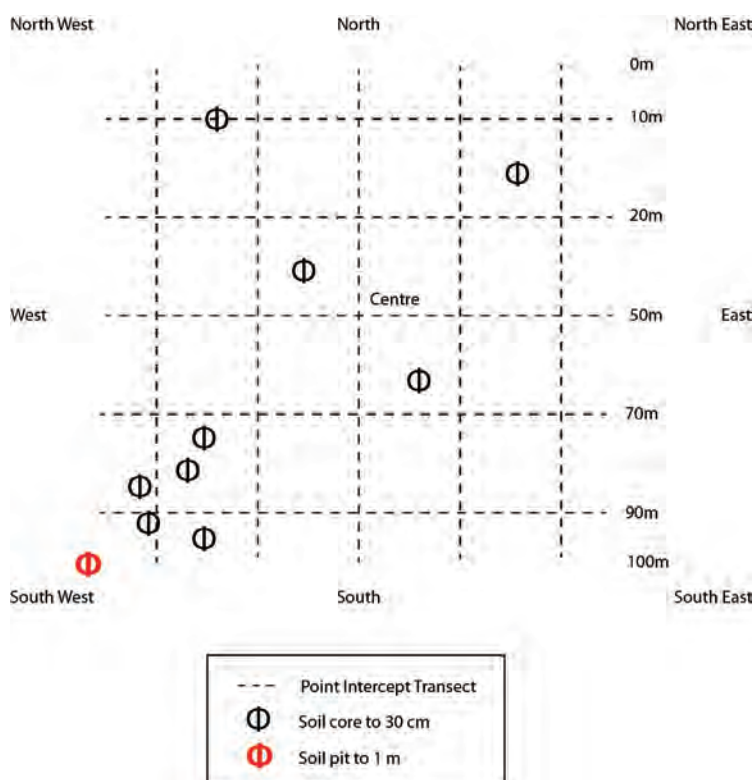 North West North North East
0m
10m
20m
Centre
West 50m East
70m
90m
100m
South West South South East
Point Intercept Transect
Soil core to 30 cm
Soil pit to 1 m